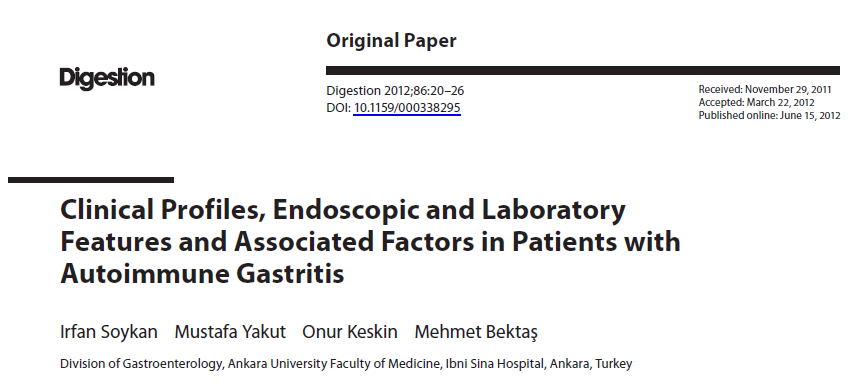 Original Paper
Digestion
Digestion 2012;86:20–26
DOI: 10.1159/000338295
Received: November 29, 2011
Accepted: March 22, 2012
Published online: June 15, 2012
Clinical Profiles, Endoscopic and Laboratory
Features and Associated Factors in Patients with
Autoimmune Gastritis
Irfan Soykan Mustafa Yakut Onur Keskin Mehmet Bektaş
Division of Gastroenterology, Ankara University Faculty of Medicine, Ibni Sina Hospital, Ankara, Turkey